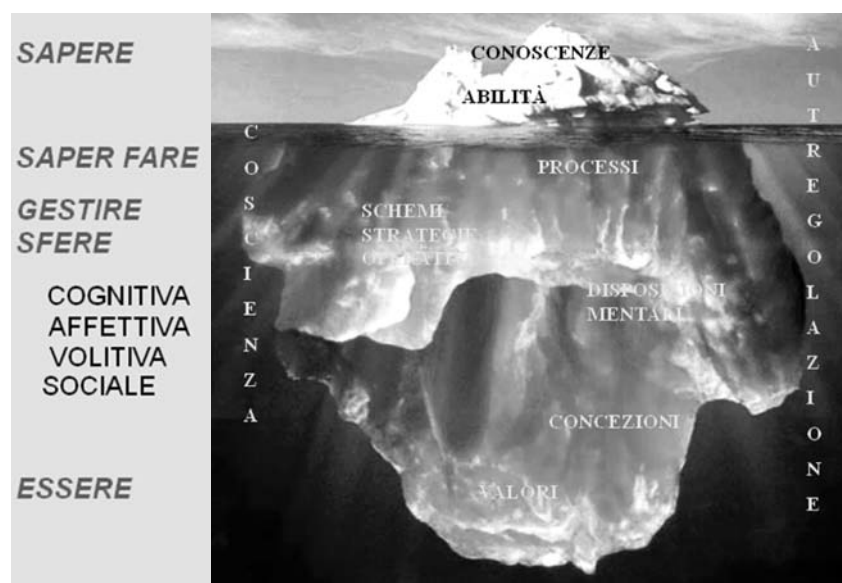 SAPERE
SAPER FARE
GESTIRE
SFERE
COGNITIVA
AFFETTIVA
VOLITIVA
SOCIALE
ESSERE
COSCIENZA
CONOSCENZE
ABILITÀ
PROCESSI
SCHEMI
STRATEGIE
DISPOSIZIONI
MENTALI
CONCEZIONI
VALORI
AUTREGOLAZIONE